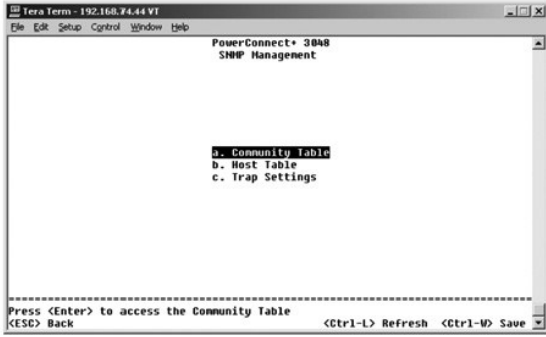 Tera Term - 192.168.74.44 VT
File Edit Setup Control Window Help
PowerConnect+ 3048
SNMP Management
a. Community Table
b. Host Table
c. Trap Settings
Press <Enter> to access the Community Table
<ESC> Back <Ctrl-L> Refresh <Ctrl-W> Save